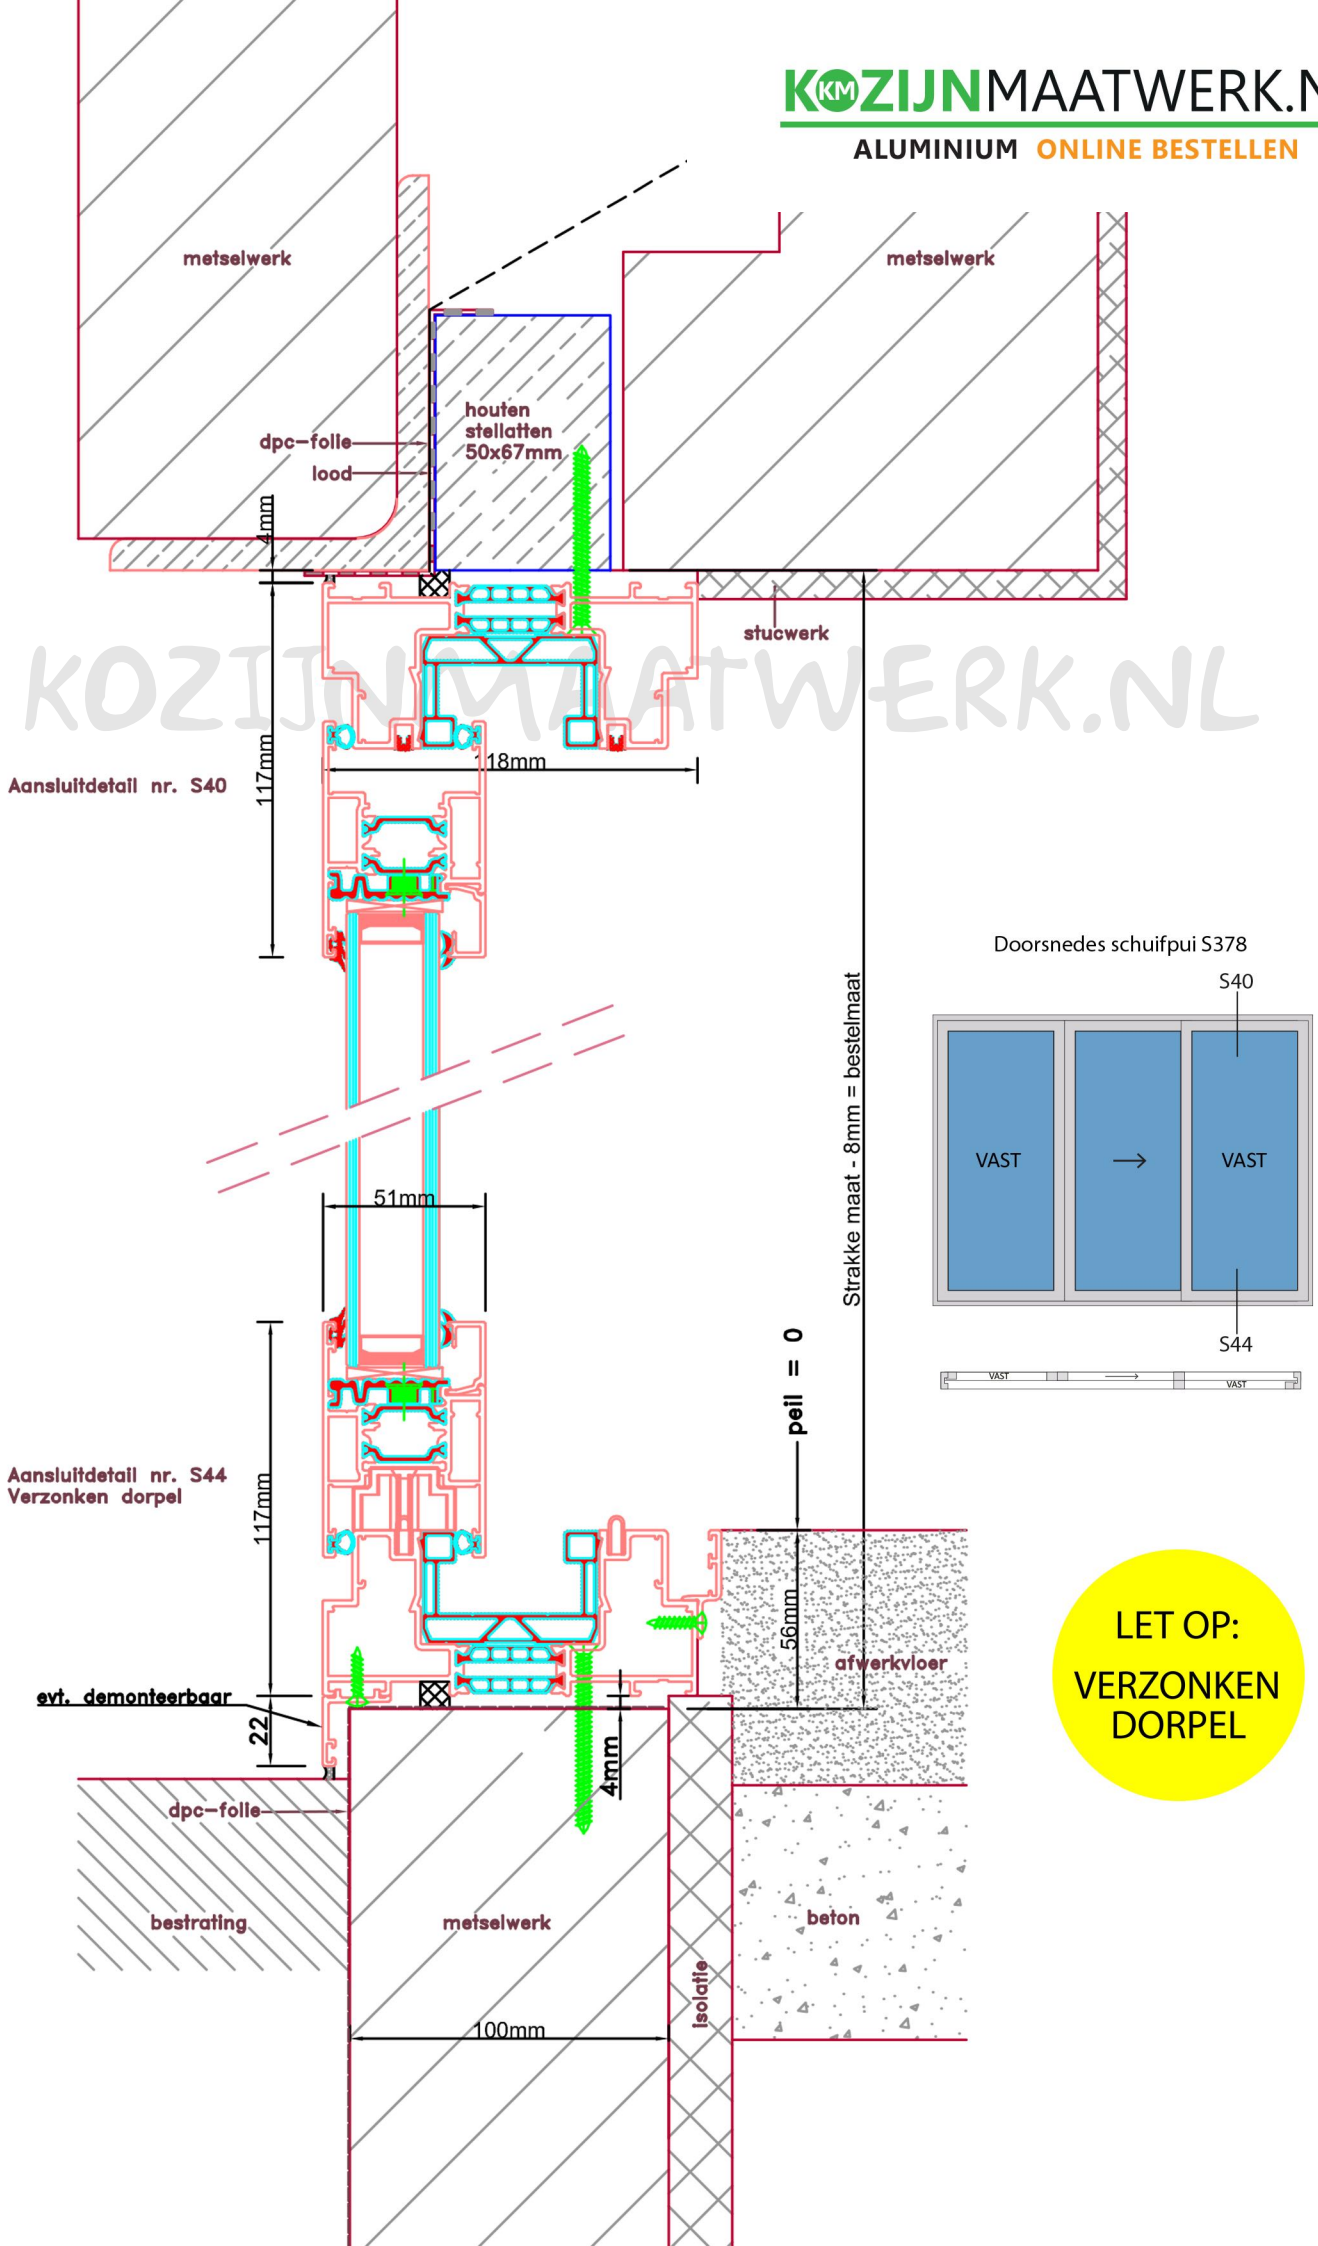 KOZIJNMAATWERK.N
KM
ALUMINIUM ONLINE BESTELLEN
metselwerk
metselwerk
houten
stellatten
50x67mm
dpc-folie
lood
4mm
stucwerk
KOZIJNMAATWERK.NL
118mm
117mm
Aansluitdetail nr. S40
Doorsnedes schuifpui S378
S40
VAST
VAST
S44
VAST
VAST
Strakke maat - 8mm = bestelmaat
51mm
peil = 0
Aansluitdetail nr. S44
Verzonken dorpel
117mm
56mm
afwerkvloer
LET OP:
VERZONKEN
DORPEL
evt. demonteerbaar
22
4mm
dpc-folie
bestrating
metselwerk
beton
isolatie
100mm